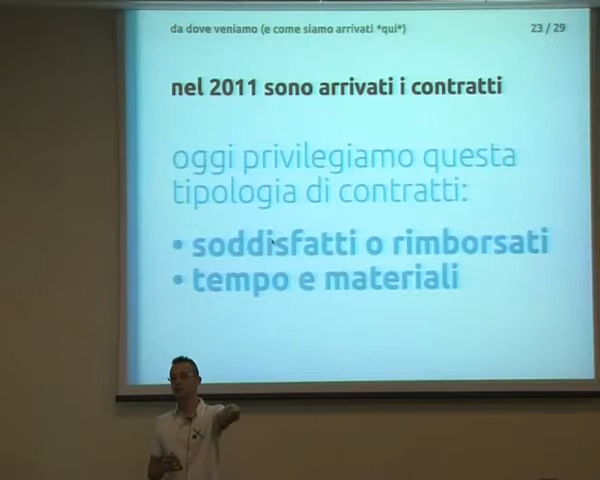 da dove veniamo (e come siamo arrivati *qui*)
23 / 29
nel 2011 sono arrivati i contratti
oggi privilegiamo questa
tipologia di contratti:
• soddisfatti o rimborsati
• tempo e materiali